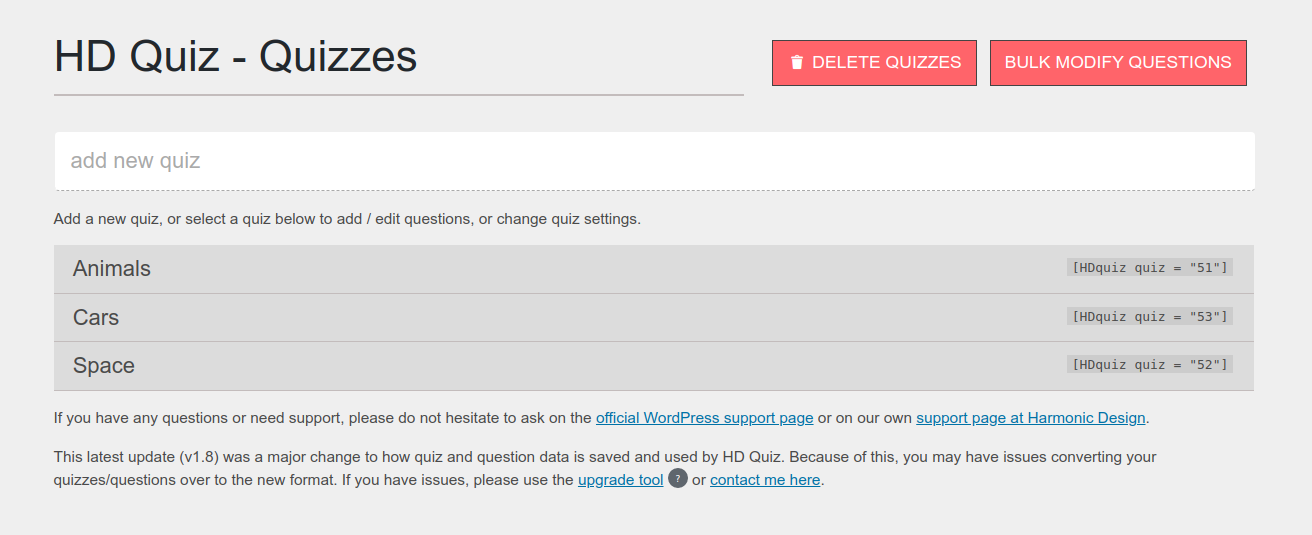 HD Quiz - Quizzes
DELETE QUIZZES
BULK MODIFY QUESTIONS
add new quiz
Add a new quiz, or select a quiz below to add / edit questions, or change quiz settings.
Animals [HDquiz quiz = "51"]
Cars [HDquiz quiz = "53"]
Space [HDquiz quiz = "52"]
If you have any questions or need support, please do not hesitate to ask on the official WordPress support page or on our own support page at Harmonic Design.
This latest update (v1.8) was a major change to how quiz and question data is saved and used by HD Quiz. Because of this, you may have issues converting your
quizzes/questions over to the new format. If you have issues, please use the upgrade tool ? or contact me here.